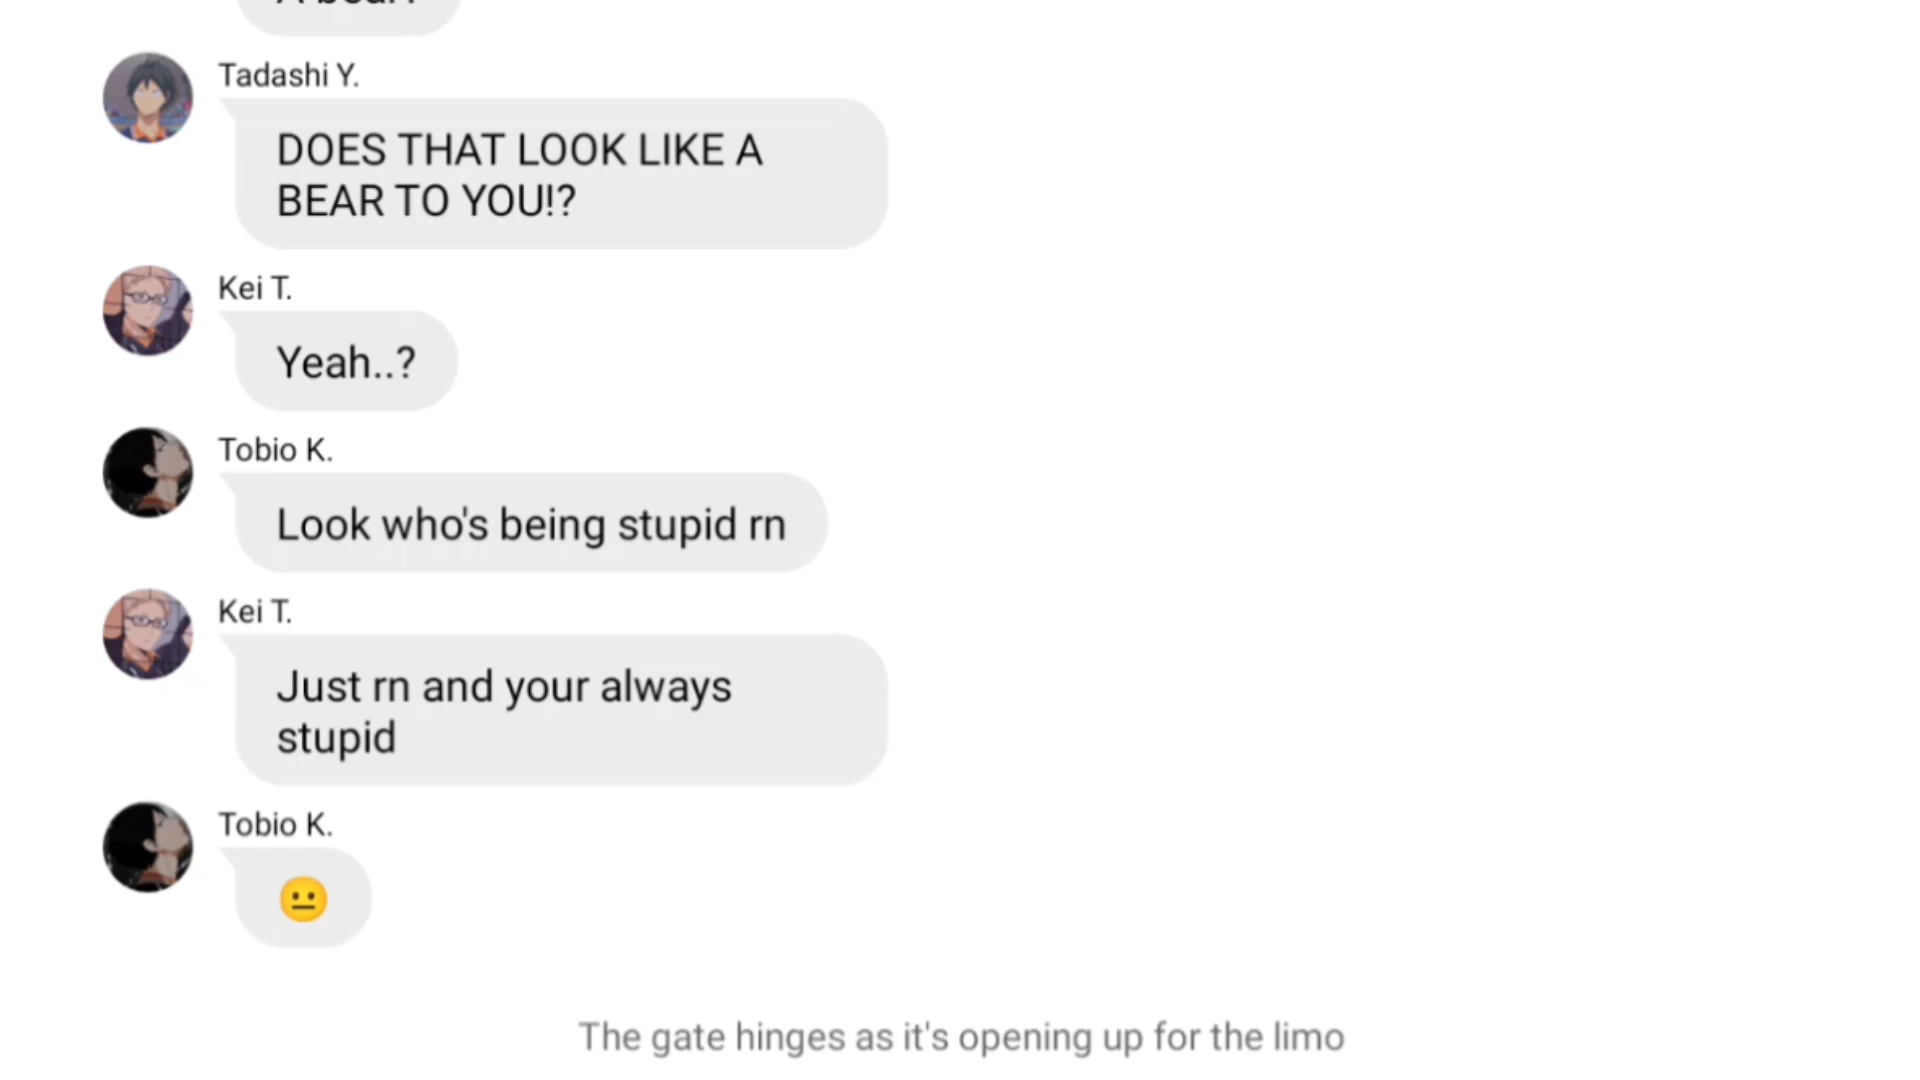 Tadashi Y.
DOES THAT LOOK LIKE A
BEAR TO YOU!?
Kei T.
Yeah..?
Tobio K.
Look who's being stupid rn
Kei T.
Just rn and your always
stupid
Tobio K.
😐
The gate hinges as it's opening up for the limo